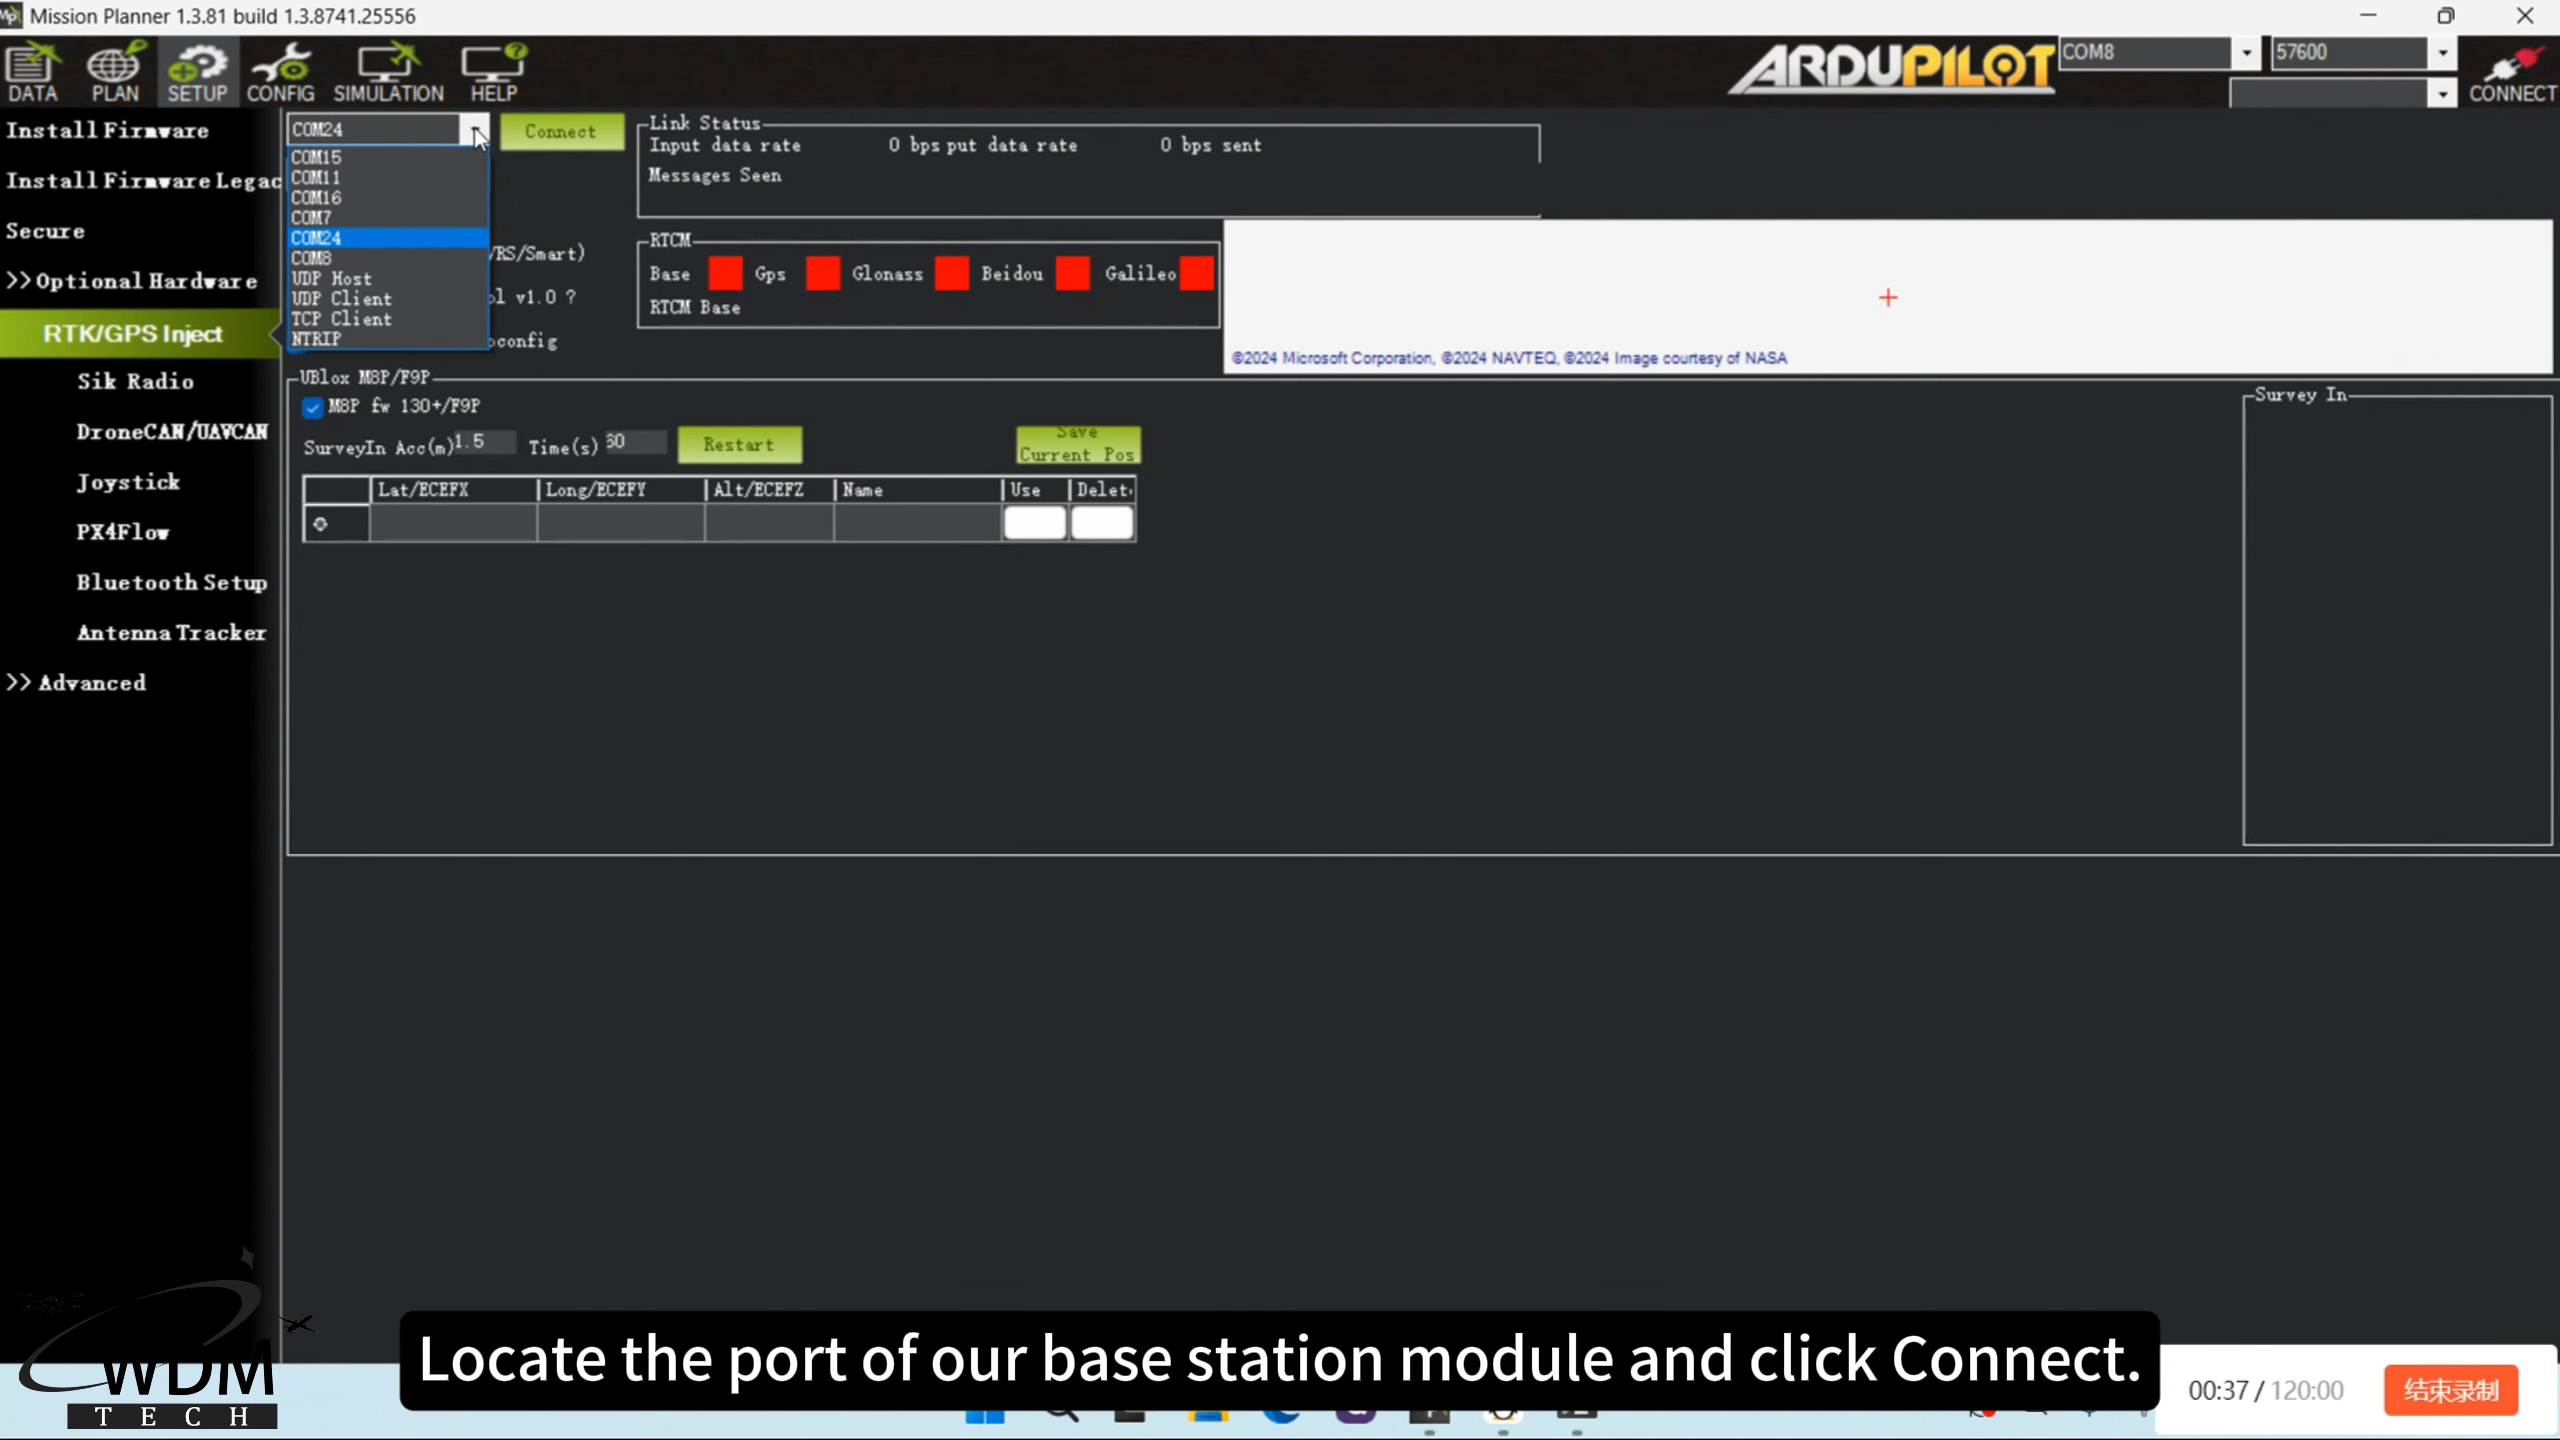 Mission Planner 1.3.81 build 1.3.8741.25556
DATA
PLAN
SETUP
CONFIG
SIMULATION
HELP
ARDUPILOT
COM8
57600
CONNECT
Install Firmware
Install Firmware Legac
Secure
>>Optional Hardware
RTK/GPS Inject
Sik Radio
DroneCAN/UAVCAN
Joystick
PX4Flow
Bluetooth Setup
Antenna Tracker
>> Advanced
COM24
Connect
COM15
COM11
COM16
COM7
COM24
COM8
UDP Host
UDP Client
TCP Client
NTRIP
/RS/Smart)
ol v1.0 ?
oconfig
Link Status
Input data rate 0 bps put data rate 0 bps sent
Messages Seen
RTCM
Base Gps Glonass Beidou Galileo
RTCM Base
©2024 Microsoft Corporation, ©2024 NAVTEQ, ©2024 Image courtesy of NASA
UBlox M8P/F9P
M8P fw 130+/F9P
SurveyIn Acc(m) 1.5 Time(s) 60 Restart
Save Current Pos
Lat/ECEFX Long/ECEFY Alt/ECEFZ Name Use Delet
Survey In
Locate the port of our base station module and click Connect.
WDM
TECH
00:37 / 120:00
结束录制